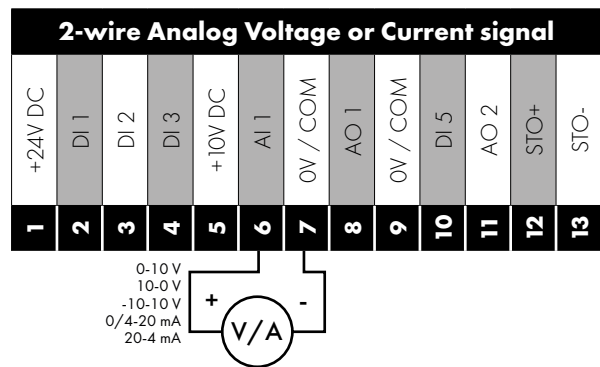 2-wire Analog Voltage or Current signal
+24V DC
DI 1
DI 2
DI 3
+10V DC
AI 1
0V / COM
AO 1
0V / COM
DI 5
AO 2
STO+
STO-
1
2
3
4
5
6
7
8
9
10
11
12
13
0-10 V
10-0 V
-10-10 V
0/4-20 mA
20-4 mA
+
-
V/A